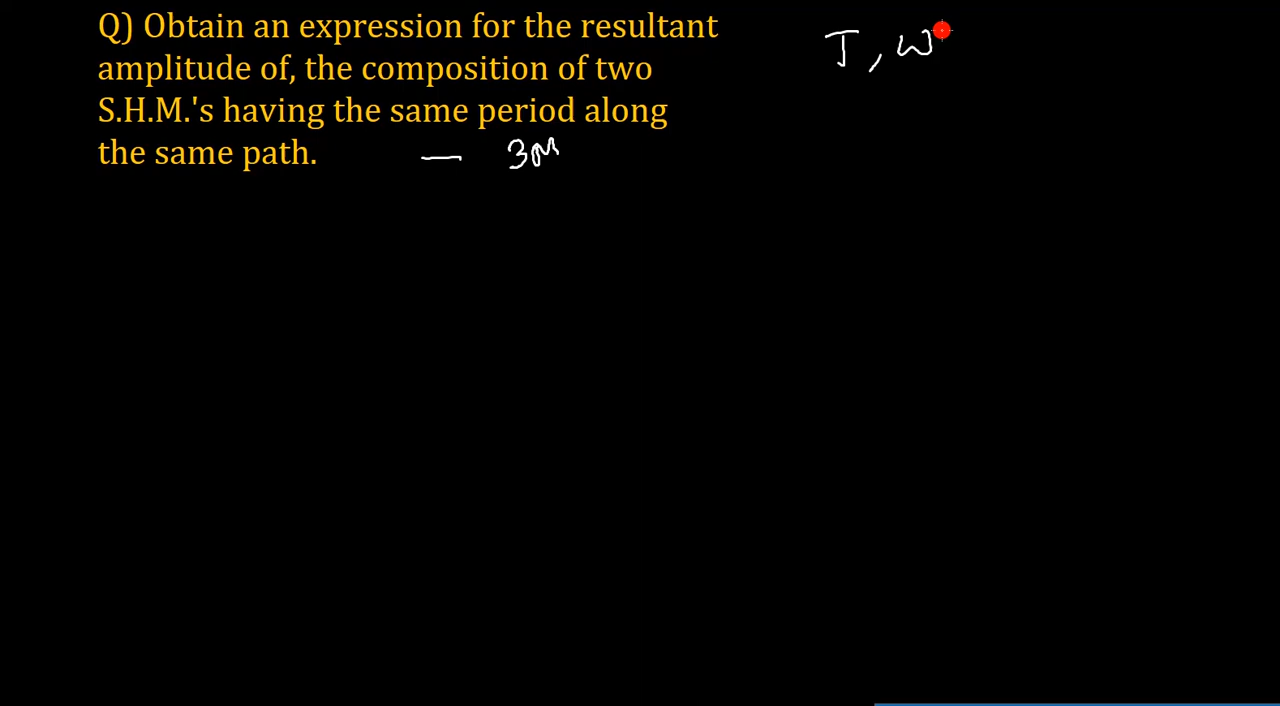 Q) Obtain an expression for the resultant
amplitude of, the composition of two
S.H.M.'s having the same period along
the same path. — 3M
T, ω